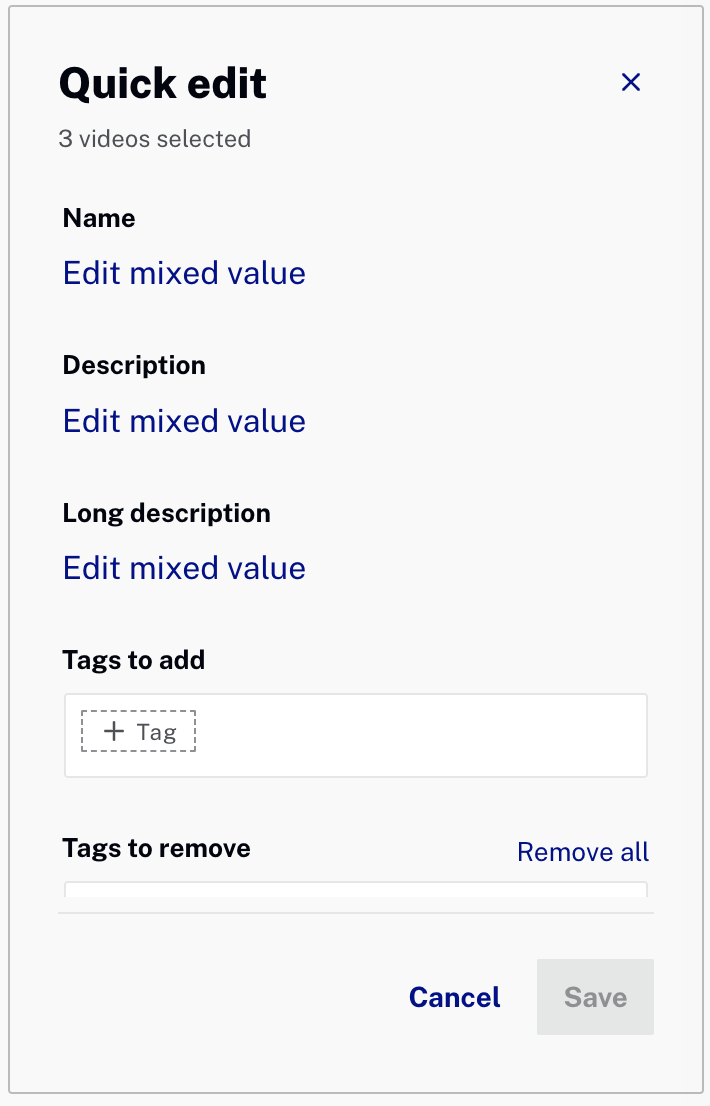 Quick edit
3 videos selected
Name
Edit mixed value
Description
Edit mixed value
Long description
Edit mixed value
Tags to add
+ Tag
Tags to remove
Remove all
Cancel
Save